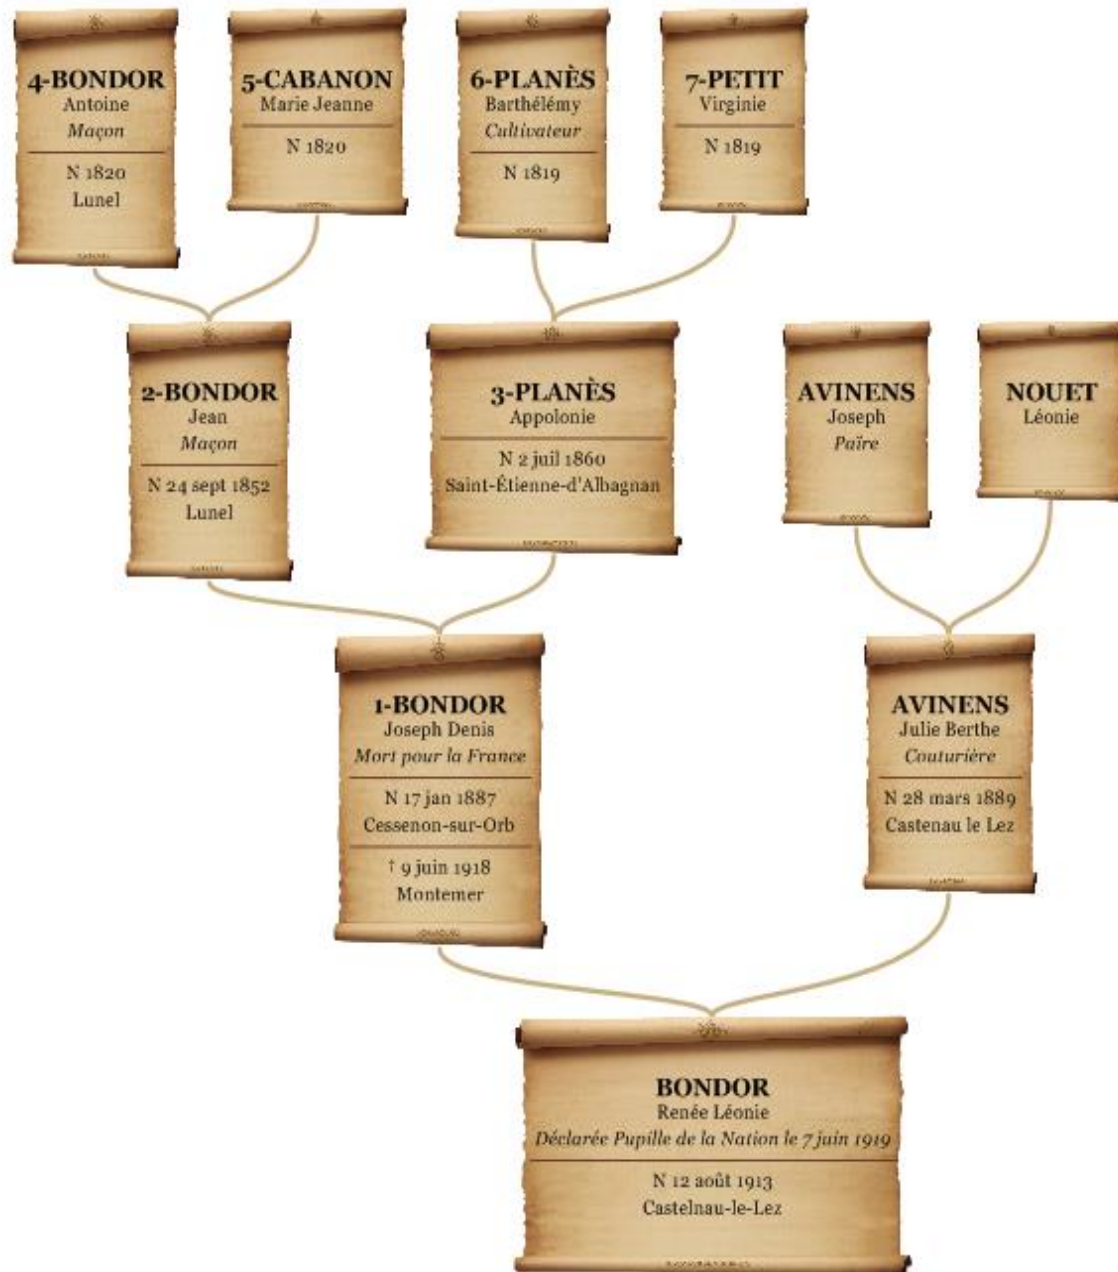 4-BONDOR
Antoine
Maçon
N 1820
Lunel
5-CABANON
Marie Jeanne
N 1820
6-PLANÈS
Barthélémy
Cultivateur
N 1819
7-PETIT
Virginie
N 1819
2-BONDOR
Jean
Maçon
N 24 sept 1852
Lunel
3-PLANÈS
Appolonie
N 2 juil 1860
Saint-Étienne-d'Albagnan
AVINENS
Joseph
Païre
NOUET
Léonie
1-BONDOR
Joseph Denis
Mort pour la France
N 17 jan 1887
Cessenon-sur-Orb
† 9 juin 1918
Montemer
AVINENS
Julie Berthe
Couturière
N 28 mars 1889
Castenau le Lez
BONDOR
Renée Léonie
Déclarée Pupille de la Nation le 7 juin 1919
N 12 août 1913
Castelnau-le-Lez